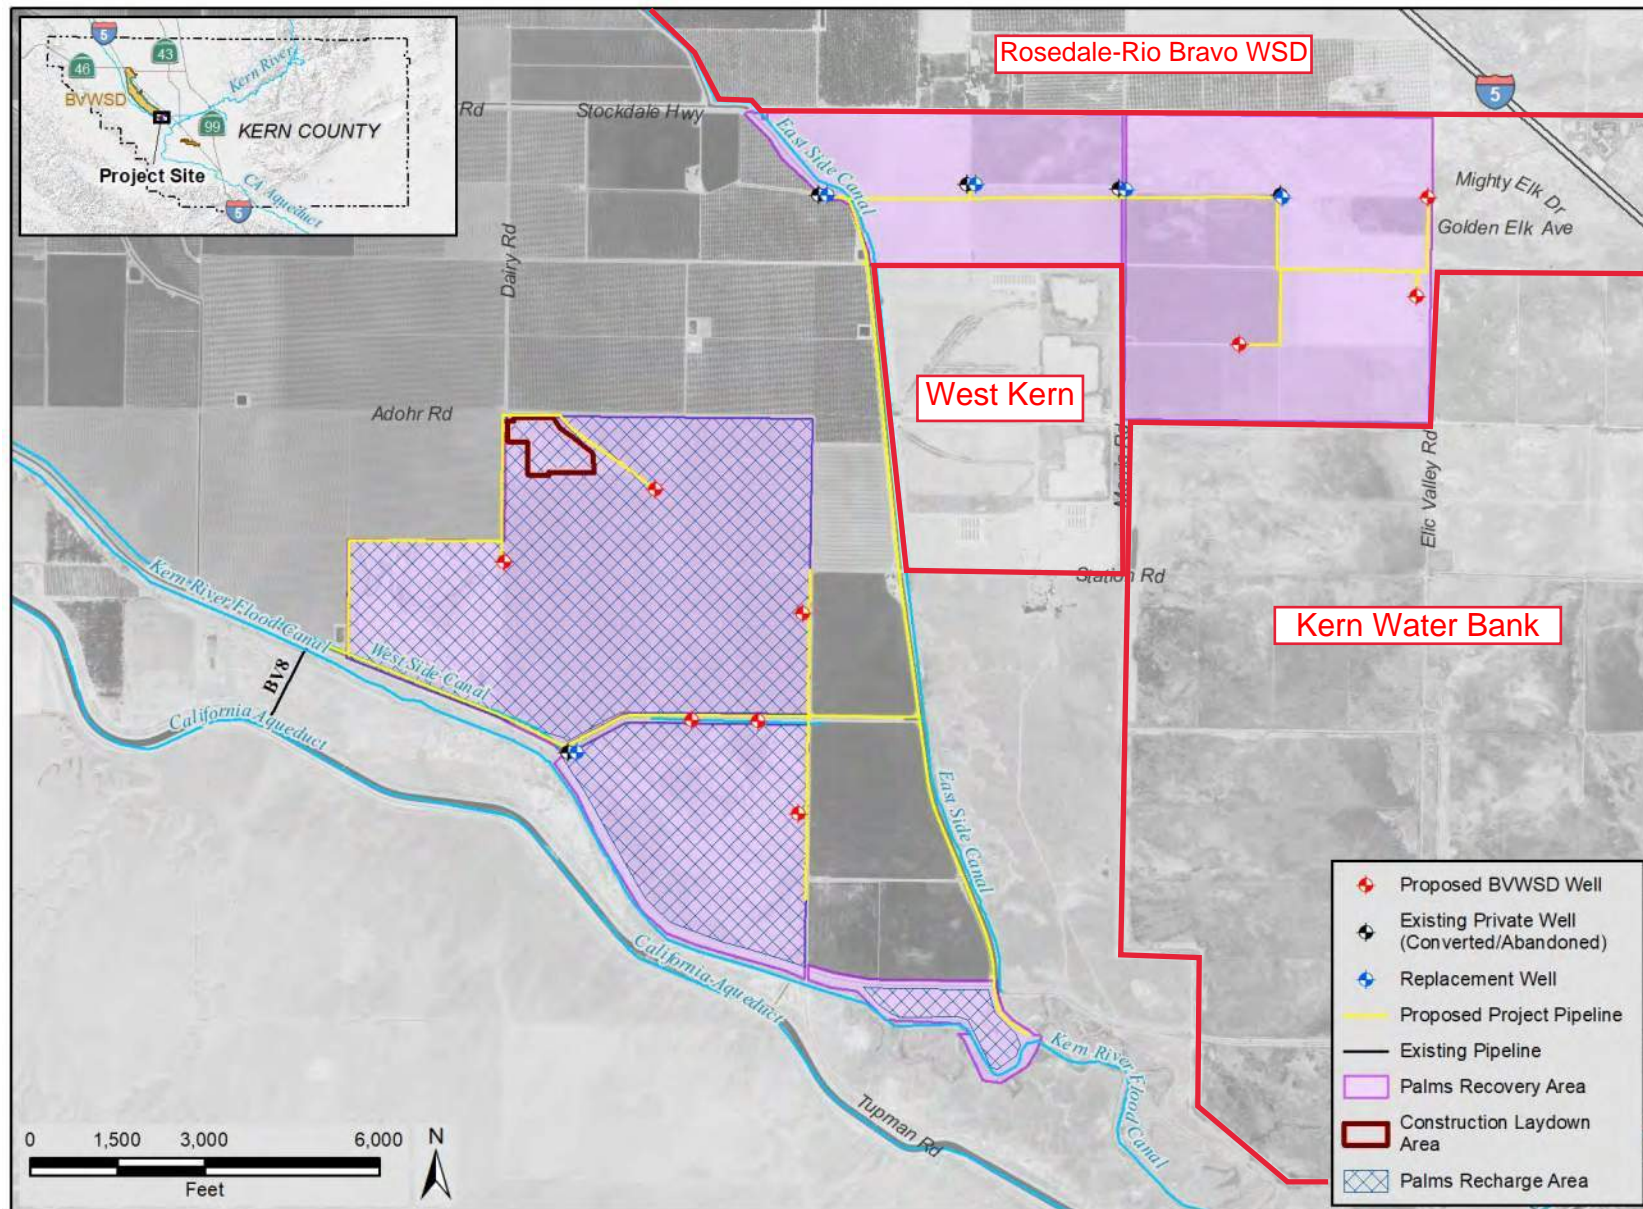 Rosedale-Rio Bravo WSD
5
43
46
Kern River
BVWSD
99
KERN COUNTY
Project Site
CA Aqueduct
5
Rd
Stockdale Hwy
East Side Canal
5
Mighty Elk Dr
Golden Elk Ave
Dairy Rd
West Kern
Adohr Rd
Elic Valley Rd
Station Rd
Kern River Flood Canal
West Side Canal
BV8
California Aqueduct
Kern Water Bank
East Side Canal
California Aqueduct
Kern River Flood Canal
Tupman Rd
Proposed BVWSD Well
Existing Private Well
(Converted/Abandoned)
Replacement Well
Proposed Project Pipeline
Existing Pipeline
Palms Recovery Area
Construction Laydown
Area
Palms Recharge Area
0 1,500 3,000 6,000
Feet
N